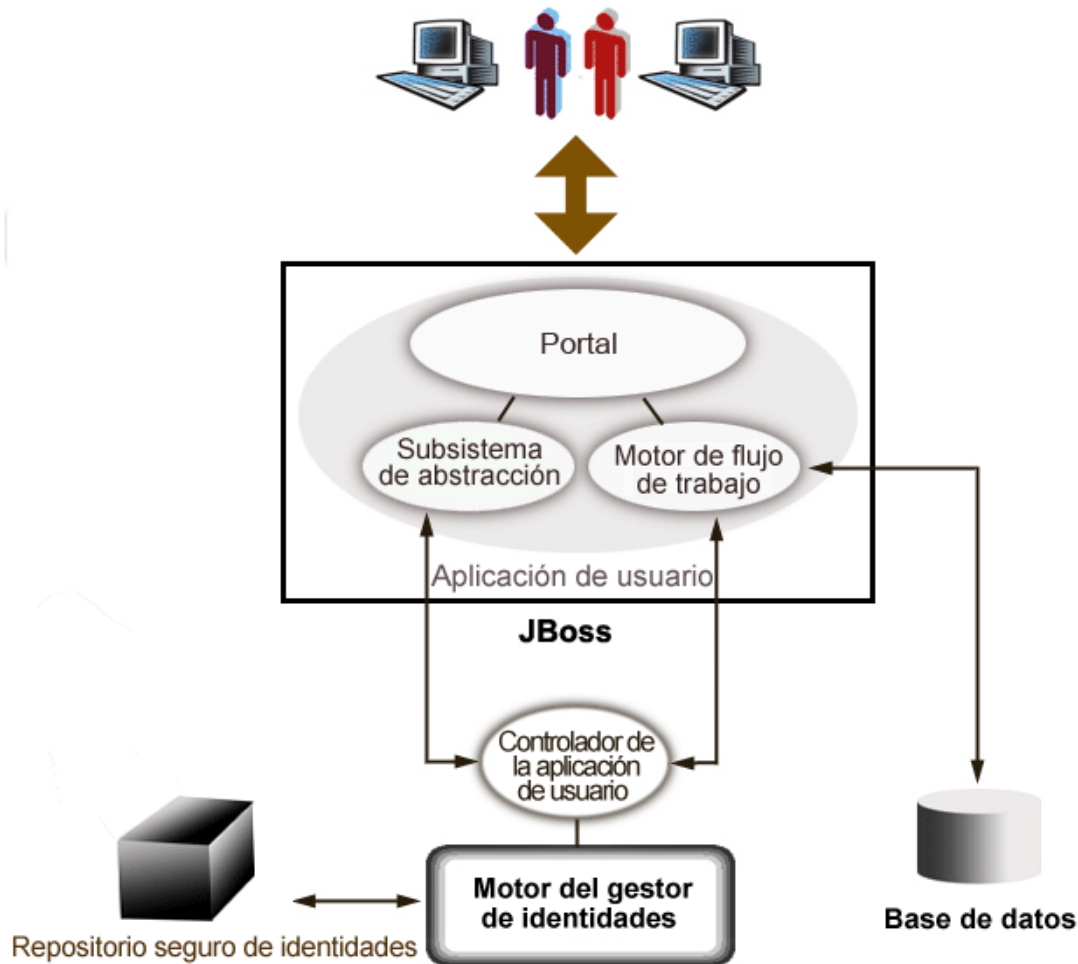 Portal
Subsistema
de abstracción
Motor de flujo
de trabajo
Aplicación de usuario
JBoss
Controlador de
la aplicación
de usuario
Motor del gestor
de identidades
Base de datos
Repositorio seguro de identidades